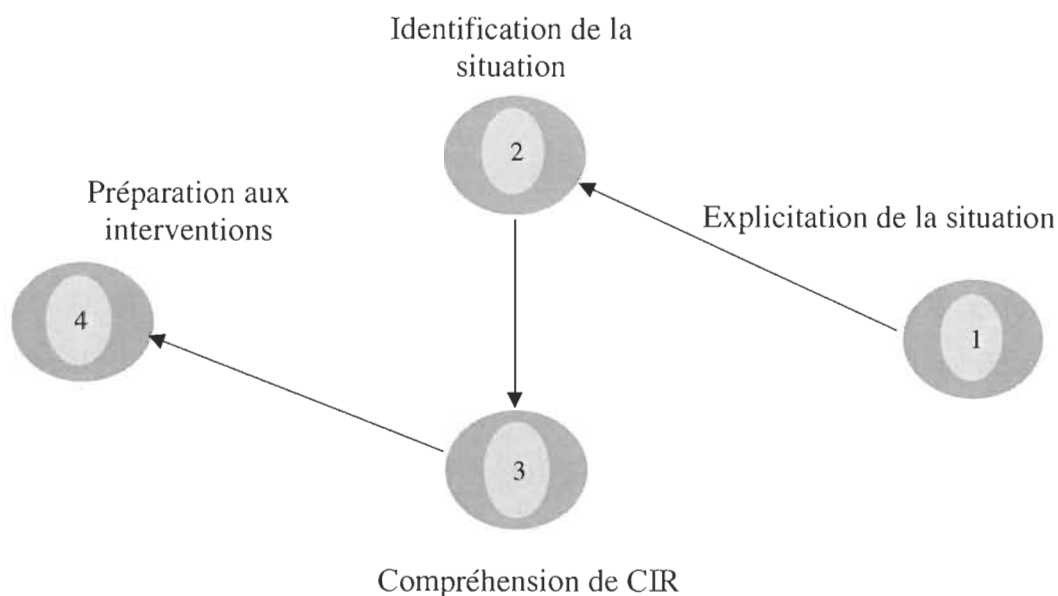 Identification de la
situation
2
Préparation aux
interventions
Explicitation de la situation
4
1
3
Compréhension de CIR